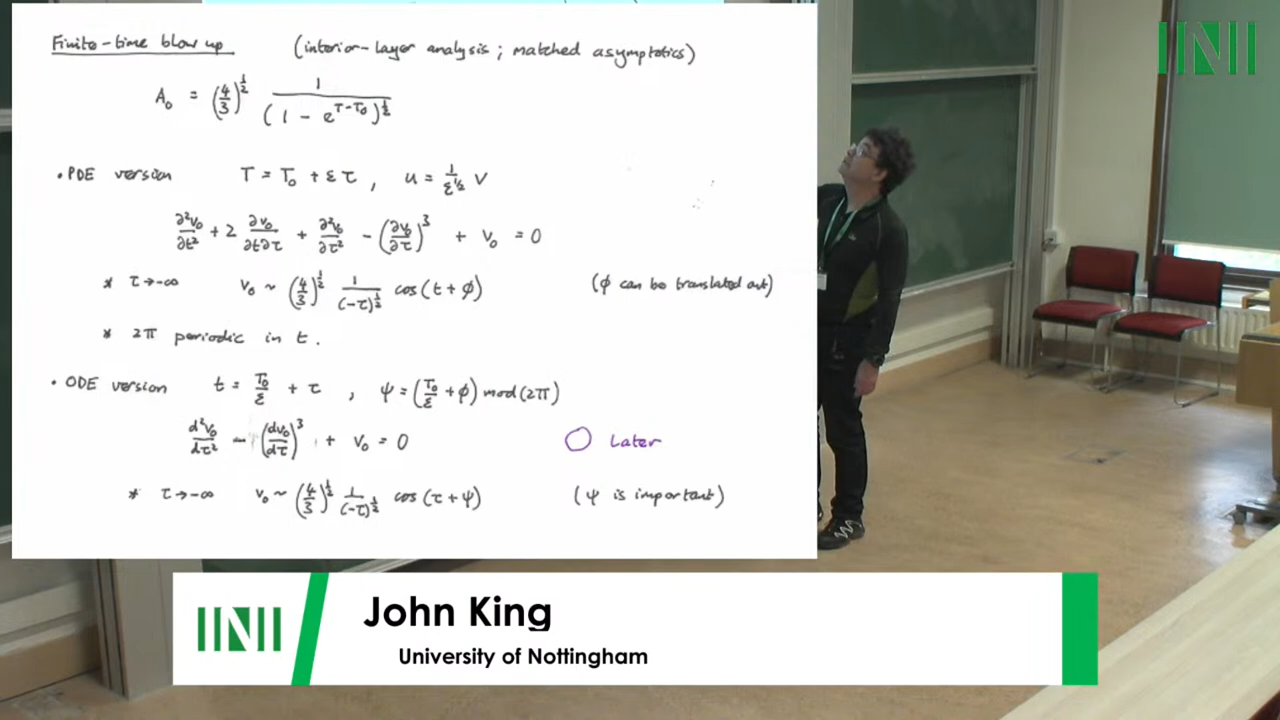 Finite-time blow up (interior-layer analysis; matched asymptotics)
A₀ = (4/3)^{1/2} 1/(1 - e^{T-T₀})^{1/2}
• PDE version T = T₀ + ετ, u = 1/ε^{1/2} V
∂²v₀/∂t² + 2 ∂v₀/∂t∂τ + ∂²v₀/∂τ² - (∂v₀/∂τ)³ + v₀ = 0
* τ→-∞ v₀ ~ (4/3)^{1/2} 1/(-τ)^{1/2} cos(t+φ) (φ can be translated out)
* 2π periodic in t.
• ODE version t = T₀/ε + τ, ψ = (T₀/ε + φ) mod(2π)
d²v₀/dτ² - (dv₀/dτ)³ + v₀ = 0 ○ Later
* τ→-∞ v₀ ~ (4/3)^{1/2} 1/(-τ)^{1/2} cos(τ+ψ) (ψ is important)
John King
University of Nottingham